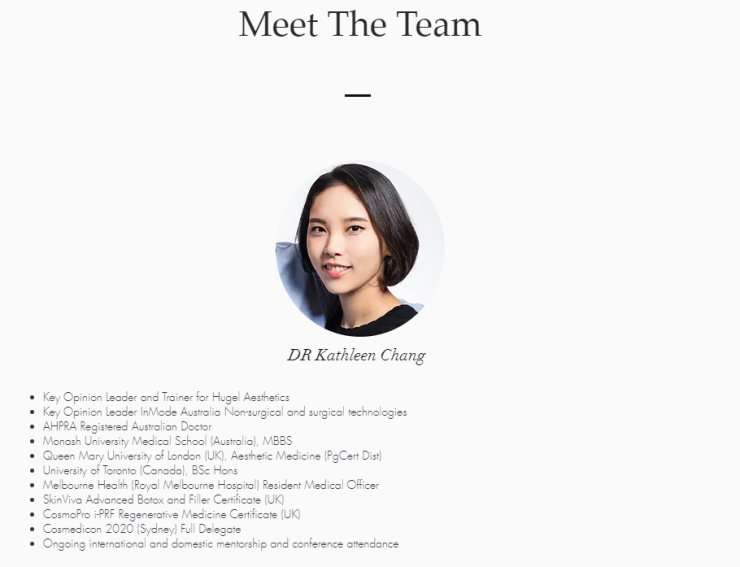 Meet The Team
DR Kathleen Chang
Key Opinion Leader and Trainer for Hugel Aesthetics
Key Opinion Leader InMode Australia Non-surgical and surgical technologies
AHPRA Registered Australian Doctor
Monash University Medical School (Australia), MBBS
Queen Mary University of London (UK), Aesthetic Medicine (PgCert Dist)
University of Toronto (Canada), BSc Hons
Melbourne Health (Royal Melbourne Hospital) Resident Medical Officer
SkinViva Advanced Botox and Filler Certificate (UK)
CosmoPro i-PRF Regenerative Medicine Certificate (UK)
Cosmedicon 2020 (Sydney) Full Delegate
Ongoing international and domestic mentorship and conference attendance